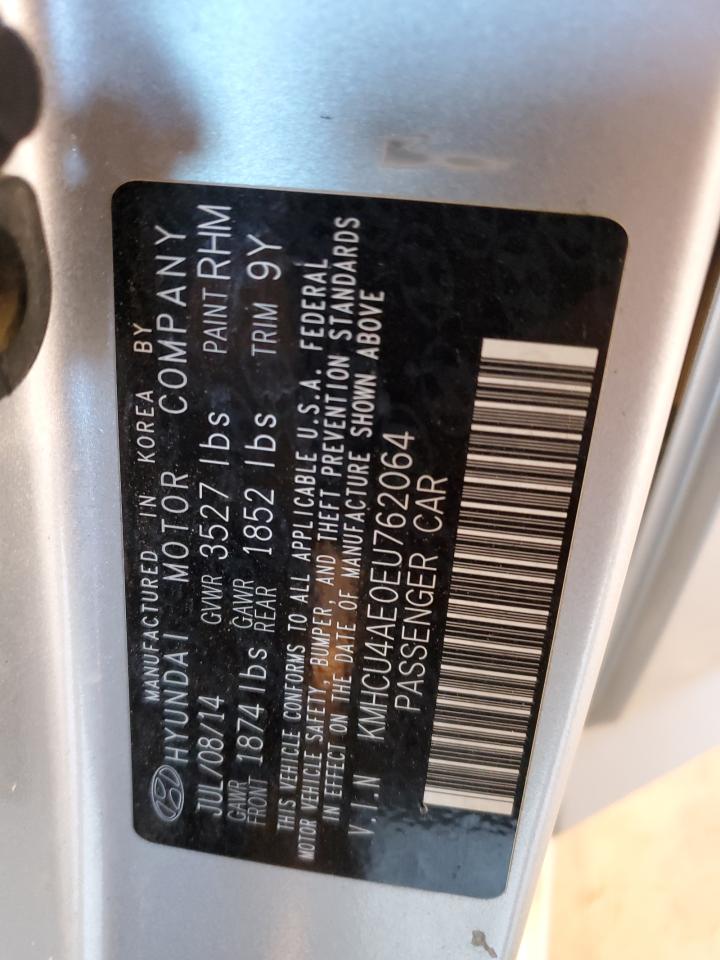 MANUFACTURED IN KOREA BY
HYUNDAI MOTOR COMPANY
JUL/08/14 GVWR 3527 lbs PAINT RHM
GAWR FRONT 1874 lbs GAWR REAR 1852 lbs TRIM 9Y
THIS VEHICLE CONFORMS TO ALL APPLICABLE U.S.A. FEDERAL
MOTOR VEHICLE SAFETY, BUMPER, AND THEFT PREVENTION STANDARDS
IN EFFECT ON THE DATE OF MANUFACTURE SHOWN ABOVE
V.I.N KMHCU4AE0EU762064
PASSENGER CAR